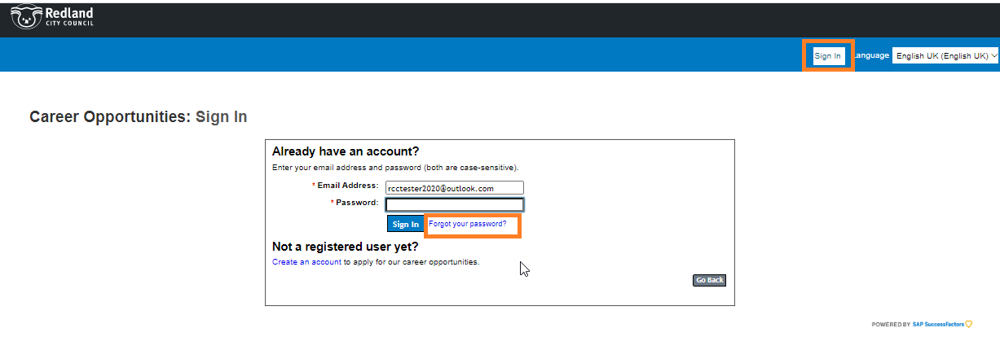 Redland
CITY COUNCIL
Sign In
Language English UK (English UK)
Career Opportunities: Sign In
Already have an account?
Enter your email address and password (both are case-sensitive).
* Email Address: rcctester2020@outlook.com
* Password:
Sign In Forgot your password?
Not a registered user yet?
Create an account to apply for our career opportunities.
Go Back
POWERED BY SAP SuccessFactors